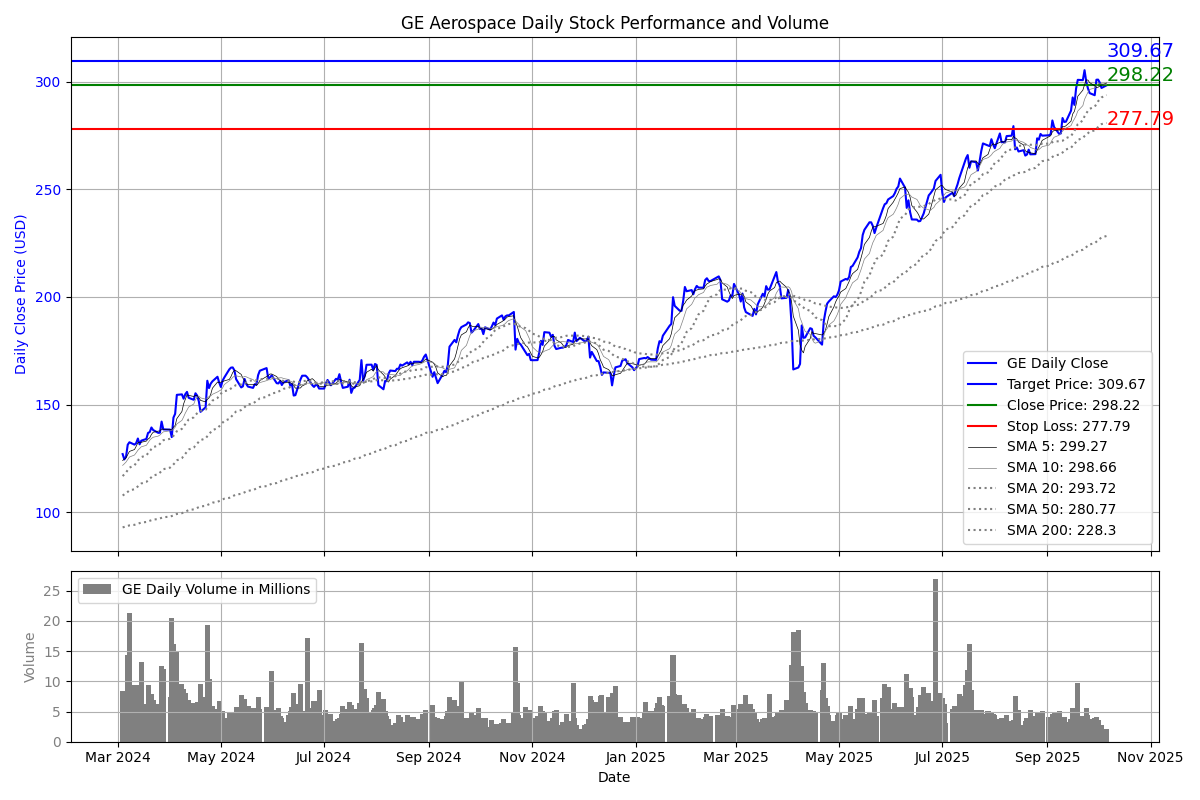 GE Aerospace Daily Stock Performance and Volume
309.67
298.22
277.79
300
250
200
150
100
Daily Close Price (USD)
GE Daily Close
Target Price: 309.67
Close Price: 298.22
Stop Loss: 277.79
SMA 5: 299.27
SMA 10: 298.66
SMA 20: 293.72
SMA 50: 280.77
SMA 200: 228.3
GE Daily Volume in Millions
25
20
15
10
5
0
Volume
Mar 2024 May 2024 Jul 2024 Sep 2024 Nov 2024 Jan 2025 Mar 2025 May 2025 Jul 2025 Sep 2025 Nov 2025
Date